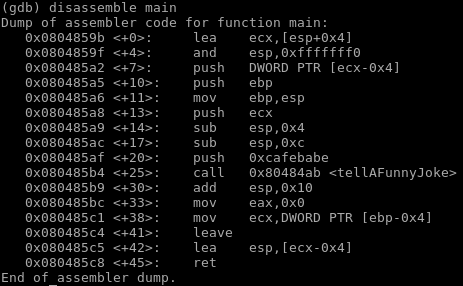 (gdb) disassemble main
Dump of assembler code for function main:
   0x0804859b <+0>:     lea    ecx,[esp+0x4]
   0x0804859f <+4>:     and    esp,0xfffffff0
   0x080485a2 <+7>:     push   DWORD PTR [ecx-0x4]
   0x080485a5 <+10>:    push   ebp
   0x080485a6 <+11>:    mov    ebp,esp
   0x080485a8 <+13>:    push   ecx
   0x080485a9 <+14>:    sub    esp,0x4
   0x080485ac <+17>:    sub    esp,0xc
   0x080485af <+20>:    push   0xcafebabe
   0x080485b4 <+25>:    call   0x80484ab <tellAFunnyJoke>
   0x080485b9 <+30>:    add    esp,0x10
   0x080485bc <+33>:    mov    eax,0x0
   0x080485c1 <+38>:    mov    ecx,DWORD PTR [ebp-0x4]
   0x080485c4 <+41>:    leave
   0x080485c5 <+42>:    lea    esp,[ecx-0x4]
   0x080485c8 <+45>:    ret
End of assembler dump.